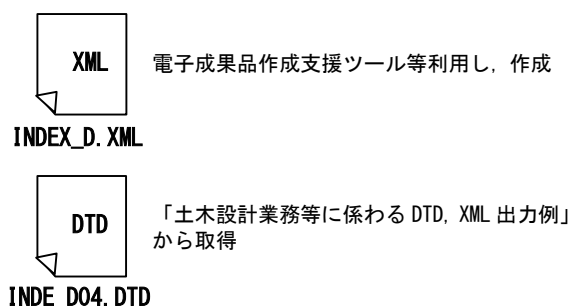 XML
電子成果品作成支援ツール等利用し，作成
INDEX_D.XML
DTD
「土木設計業務等に係わる DTD, XML 出力例」
から取得
INDE_D04.DTD